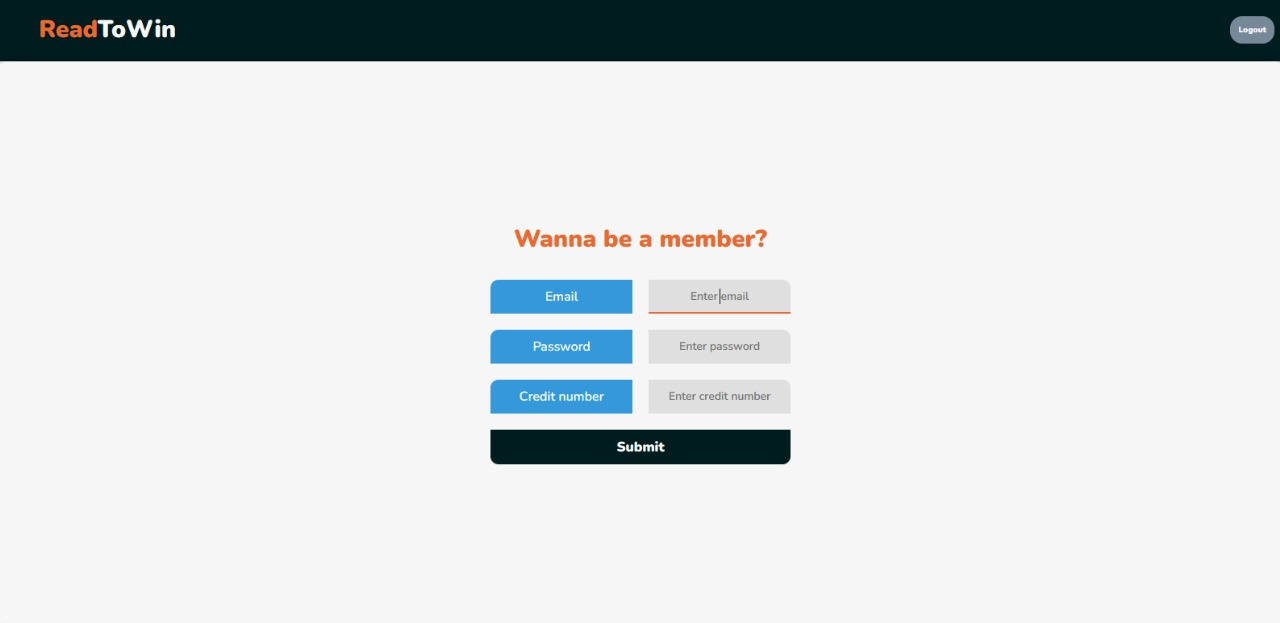 ReadToWin
Logout
Wanna be a member?
Email
Enter email
Password
Enter password
Credit number
Enter credit number
Submit